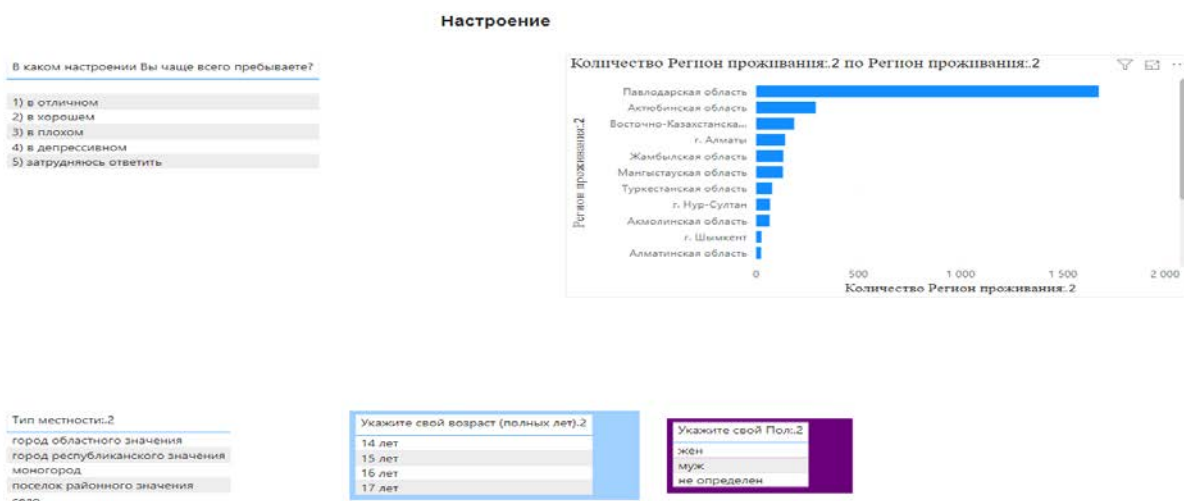 Настроение
В каком настроении Вы чаще всего пребываете?
1) в отличном
2) в хорошем
3) в плохом
4) в депрессивном
5) затрудняюсь ответить
Количество Регион проживания:.2 по Регион проживания:.2
Регион проживания:.2
Павлодарская область
Актюбинская область
Восточно-Казахстанска...
г. Алматы
Жамбылская область
Мангыстауская область
Туркестанская область
г. Нур-Султан
Акмолинская область
г. Шымкент
Алматинская область
0 500 1 000 1 500 2 000
Количество Регион проживания:.2
Тип местности:.2
город областного значения
город республиканского значения
моногород
поселок районного значения
Укажите свой возраст (полных лет).2
14 лет
15 лет
16 лет
17 лет
Укажите свой Пол:.2
жен
муж
не определен